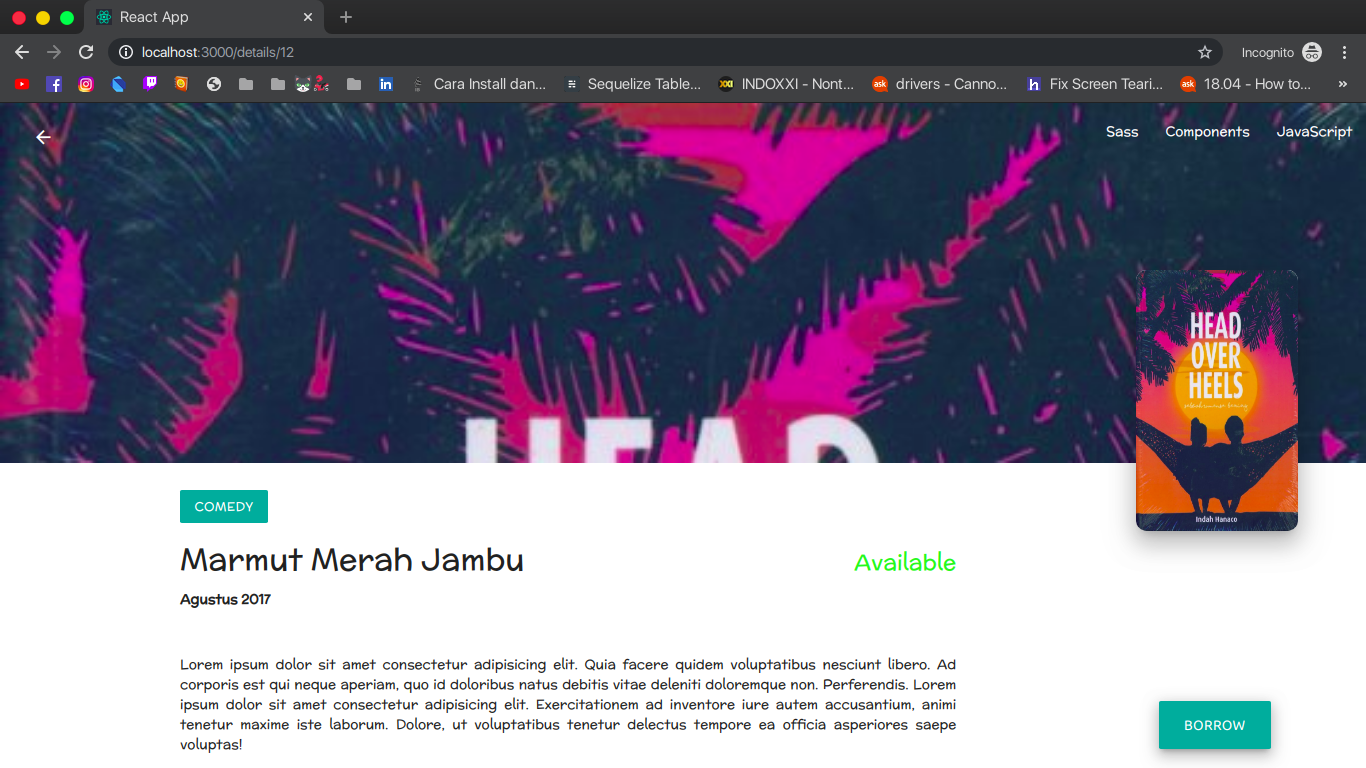 React App
localhost:3000/details/12
Incognito
Cara Install dan...
Sequelize Table...
INDOXXI - Nont...
drivers - Canno...
Fix Screen Teari...
18.04 - How to...
Sass
Components
JavaScript
HEAD
HEAD
OVER
HEELS
Indah Hanaco
COMEDY
Marmut Merah Jambu
Available
Agustus 2017
Lorem ipsum dolor sit amet consectetur adipisicing elit. Quia facere quidem voluptatibus nesciunt libero. Ad
corporis est qui neque aperiam, quo id doloribus natus debitis vitae deleniti doloremque non. Perferendis. Lorem
ipsum dolor sit amet consectetur adipisicing elit. Exercitationem ad inventore iure autem accusantium, animi
tenetur maxime iste laborum. Dolore, ut voluptatibus tenetur delectus tempore ea officia asperiores saepe
voluptas!
BORROW